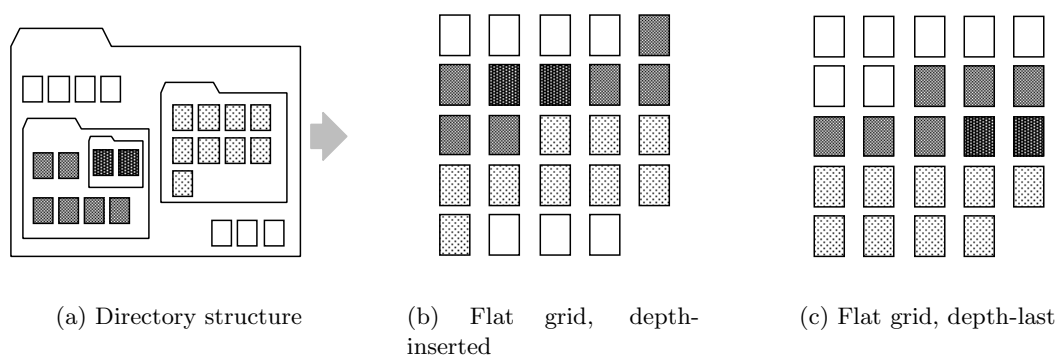 (a) Directory structure
(b) Flat grid, depth-
inserted
(c) Flat grid, depth-last